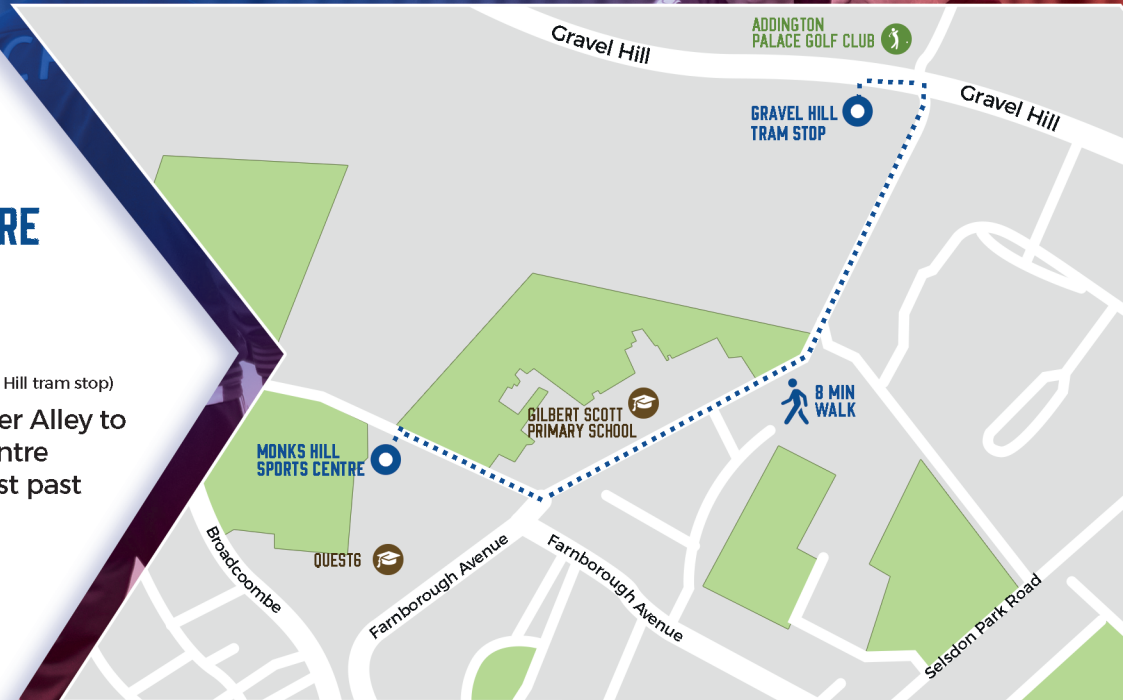 RE
Hill tram stop)
er Alley to
ntre
st past
Gravel Hill
ADDINGTON
PALACE GOLF CLUB
GRAVEL HILL
TRAM STOP
Gravel Hill
8 MIN
WALK
GILBERT SCOTT
PRIMARY SCHOOL
MONKS HILL
SPORTS CENTRE
QUEST6
Broadcoombe
Farnborough Avenue
Farnborough Avenue
Selsdon Park Road